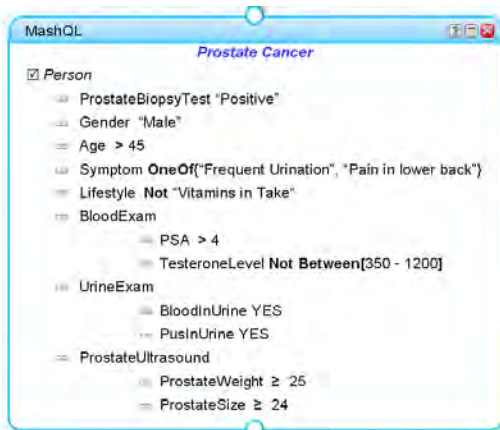 MashQL
Prostate Cancer
Person
ProstateBiopsyTest “Positive”
Gender “Male”
Age > 45
Symptom OneOf(“Frequent Urination”, “Pain in lower back”)
Lifestyle Not “Vitamins in Take”
BloodExam
PSA > 4
TesteroneLevel Not Between[350 - 1200]
UrineExam
BloodInUrine YES
PusInUrine YES
ProstateUltrasound
ProstateWeight ≥ 25
ProstateSize ≥ 24